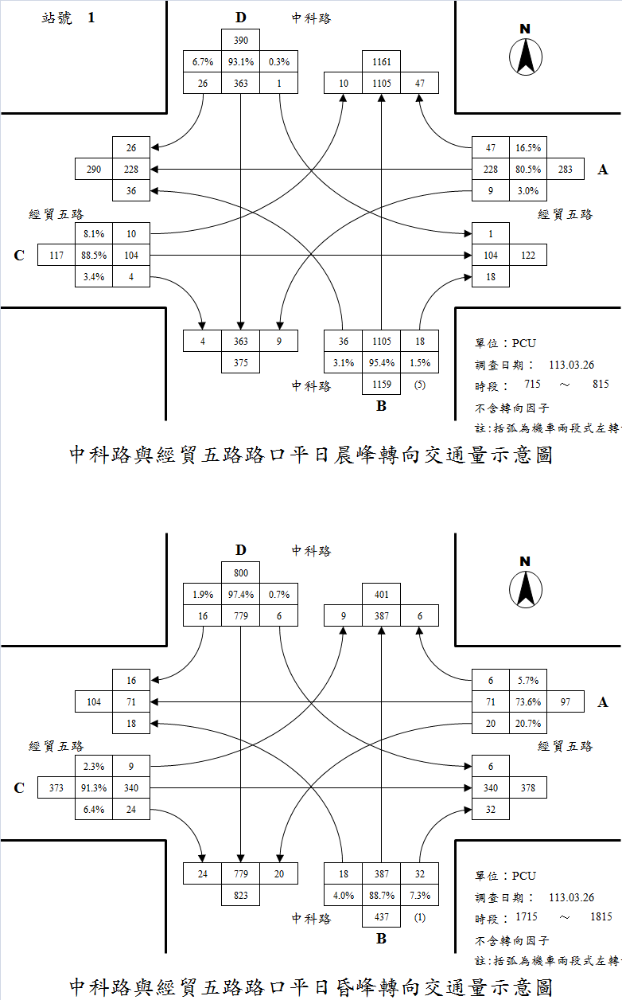 站號 1
D 中科路
N
390
6.7% 93.1% 0.3%
26 363 1
1161
10 1105 47
26
290 228
36
47 16.5%
228 80.5% 283
9 3.0%
A
經貿五路
經貿五路
C
8.1% 10
117 88.5% 104
3.4% 4
1
104 122
18
4 363 9
375
36 1105 18
3.1% 95.4% 1.5%
1159 (5)
中科路
B
單位：PCU
調查日期： 113.03.26
時段： 715 ～ 815
不含轉向因子
註:括弧為機車兩段式左轉
中科路與經貿五路路口平日晨峰轉向交通量示意圖
D 中科路
N
800
1.9% 97.4% 0.7%
16 779 6
401
9 387 6
16
104 71
18
6 5.7%
71 73.6% 97
20 20.7%
A
經貿五路
經貿五路
C
2.3% 9
373 91.3% 340
6.4% 24
6
340 378
32
24 779 20
823
18 387 32
4.0% 88.7% 7.3%
437 (1)
中科路
B
單位：PCU
調查日期： 113.03.26
時段： 1715 ～ 1815
不含轉向因子
註:括弧為機車兩段式左轉
中科路與經貿五路路口平日昏峰轉向交通量示意圖